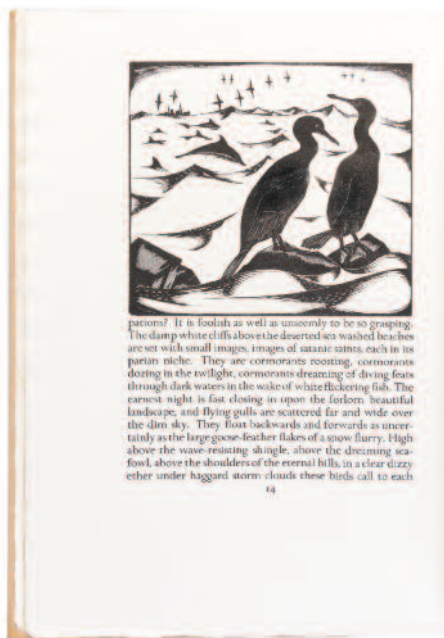 pations? It is foolish as well as unseemly to be so grasping.
The damp white cliffs above the deserted sea washed beaches
are set with small images, images of satanic saints, each in its
parian niche. They are cormorants roosting, cormorants
dozing in the twilight, cormorants dreaming of diving feats
through dark waters in the wake of white flickering fish. The
earnest night is fast closing in upon the forlorn beautiful
landscape, and flying gulls are scattered far and wide over
the dim sky. They float backwards and forwards as uncer-
tainly as the large goose-feather flakes of a snow flurry. High
above the wave-resisting shingle, above the dreaming sea-
fowl, above the shoulders of the eternal hills, in a clear dizzy
ether under haggard storm clouds these birds call to each
14